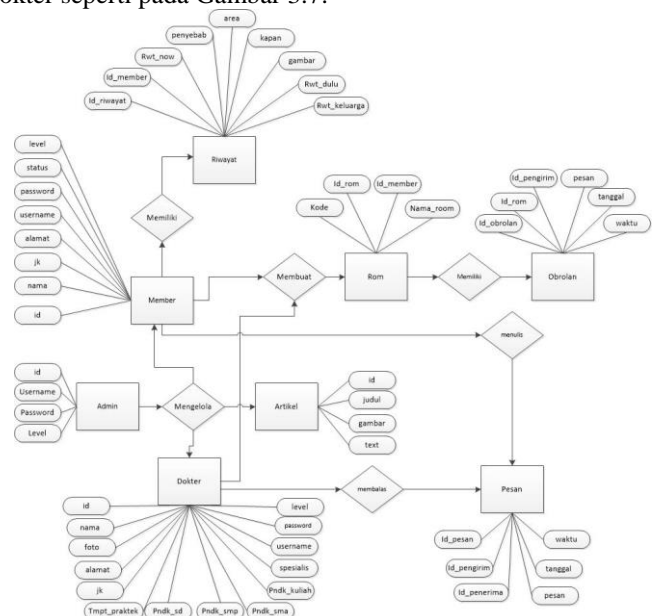 okter seperti pada Gambar 3.7.
area
penyebab
kapan
Rwt_now
gambar
Id_member
Rwt_dulu
Id_riwayat
Rwt_keluarga
Riwayat
level
status
password
username
alamat
jk
nama
id
Memiliki
Member
Id_rom
Id_member
Kode
Nama_room
Membuat
Rom
Memiliki
Id_pengirim
pesan
Id_rom
tanggal
Id_obrolan
waktu
Obrolan
menulis
id
Username
Password
Level
Admin
Mengelola
Artikel
id
judul
gambar
text
Dokter
membalas
Pesan
id
nama
foto
alamat
jk
Tmpt_praktek
Pndk_sd
Pndk_smp
Pndk_sma
level
password
username
spesialis
Pndk_kuliah
Id_pesan
Id_pengirim
Id_penerima
waktu
tanggal
pesan